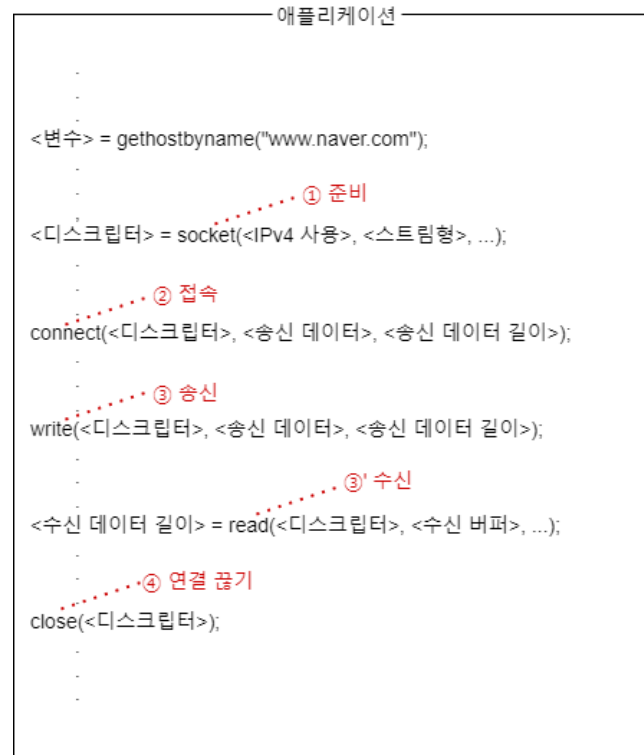 애플리케이션
<변수> = gethostbyname("www.naver.com");
① 준비
<디스크립터> = socket(<IPv4 사용>, <스트림형>, ...);
② 접속
connect(<디스크립터>, <송신 데이터>, <송신 데이터 길이>);
③ 송신
write(<디스크립터>, <송신 데이터>, <송신 데이터 길이>);
③' 수신
<수신 데이터 길이> = read(<디스크립터>, <수신 버퍼>, ...);
④ 연결 끊기
close(<디스크립터>);